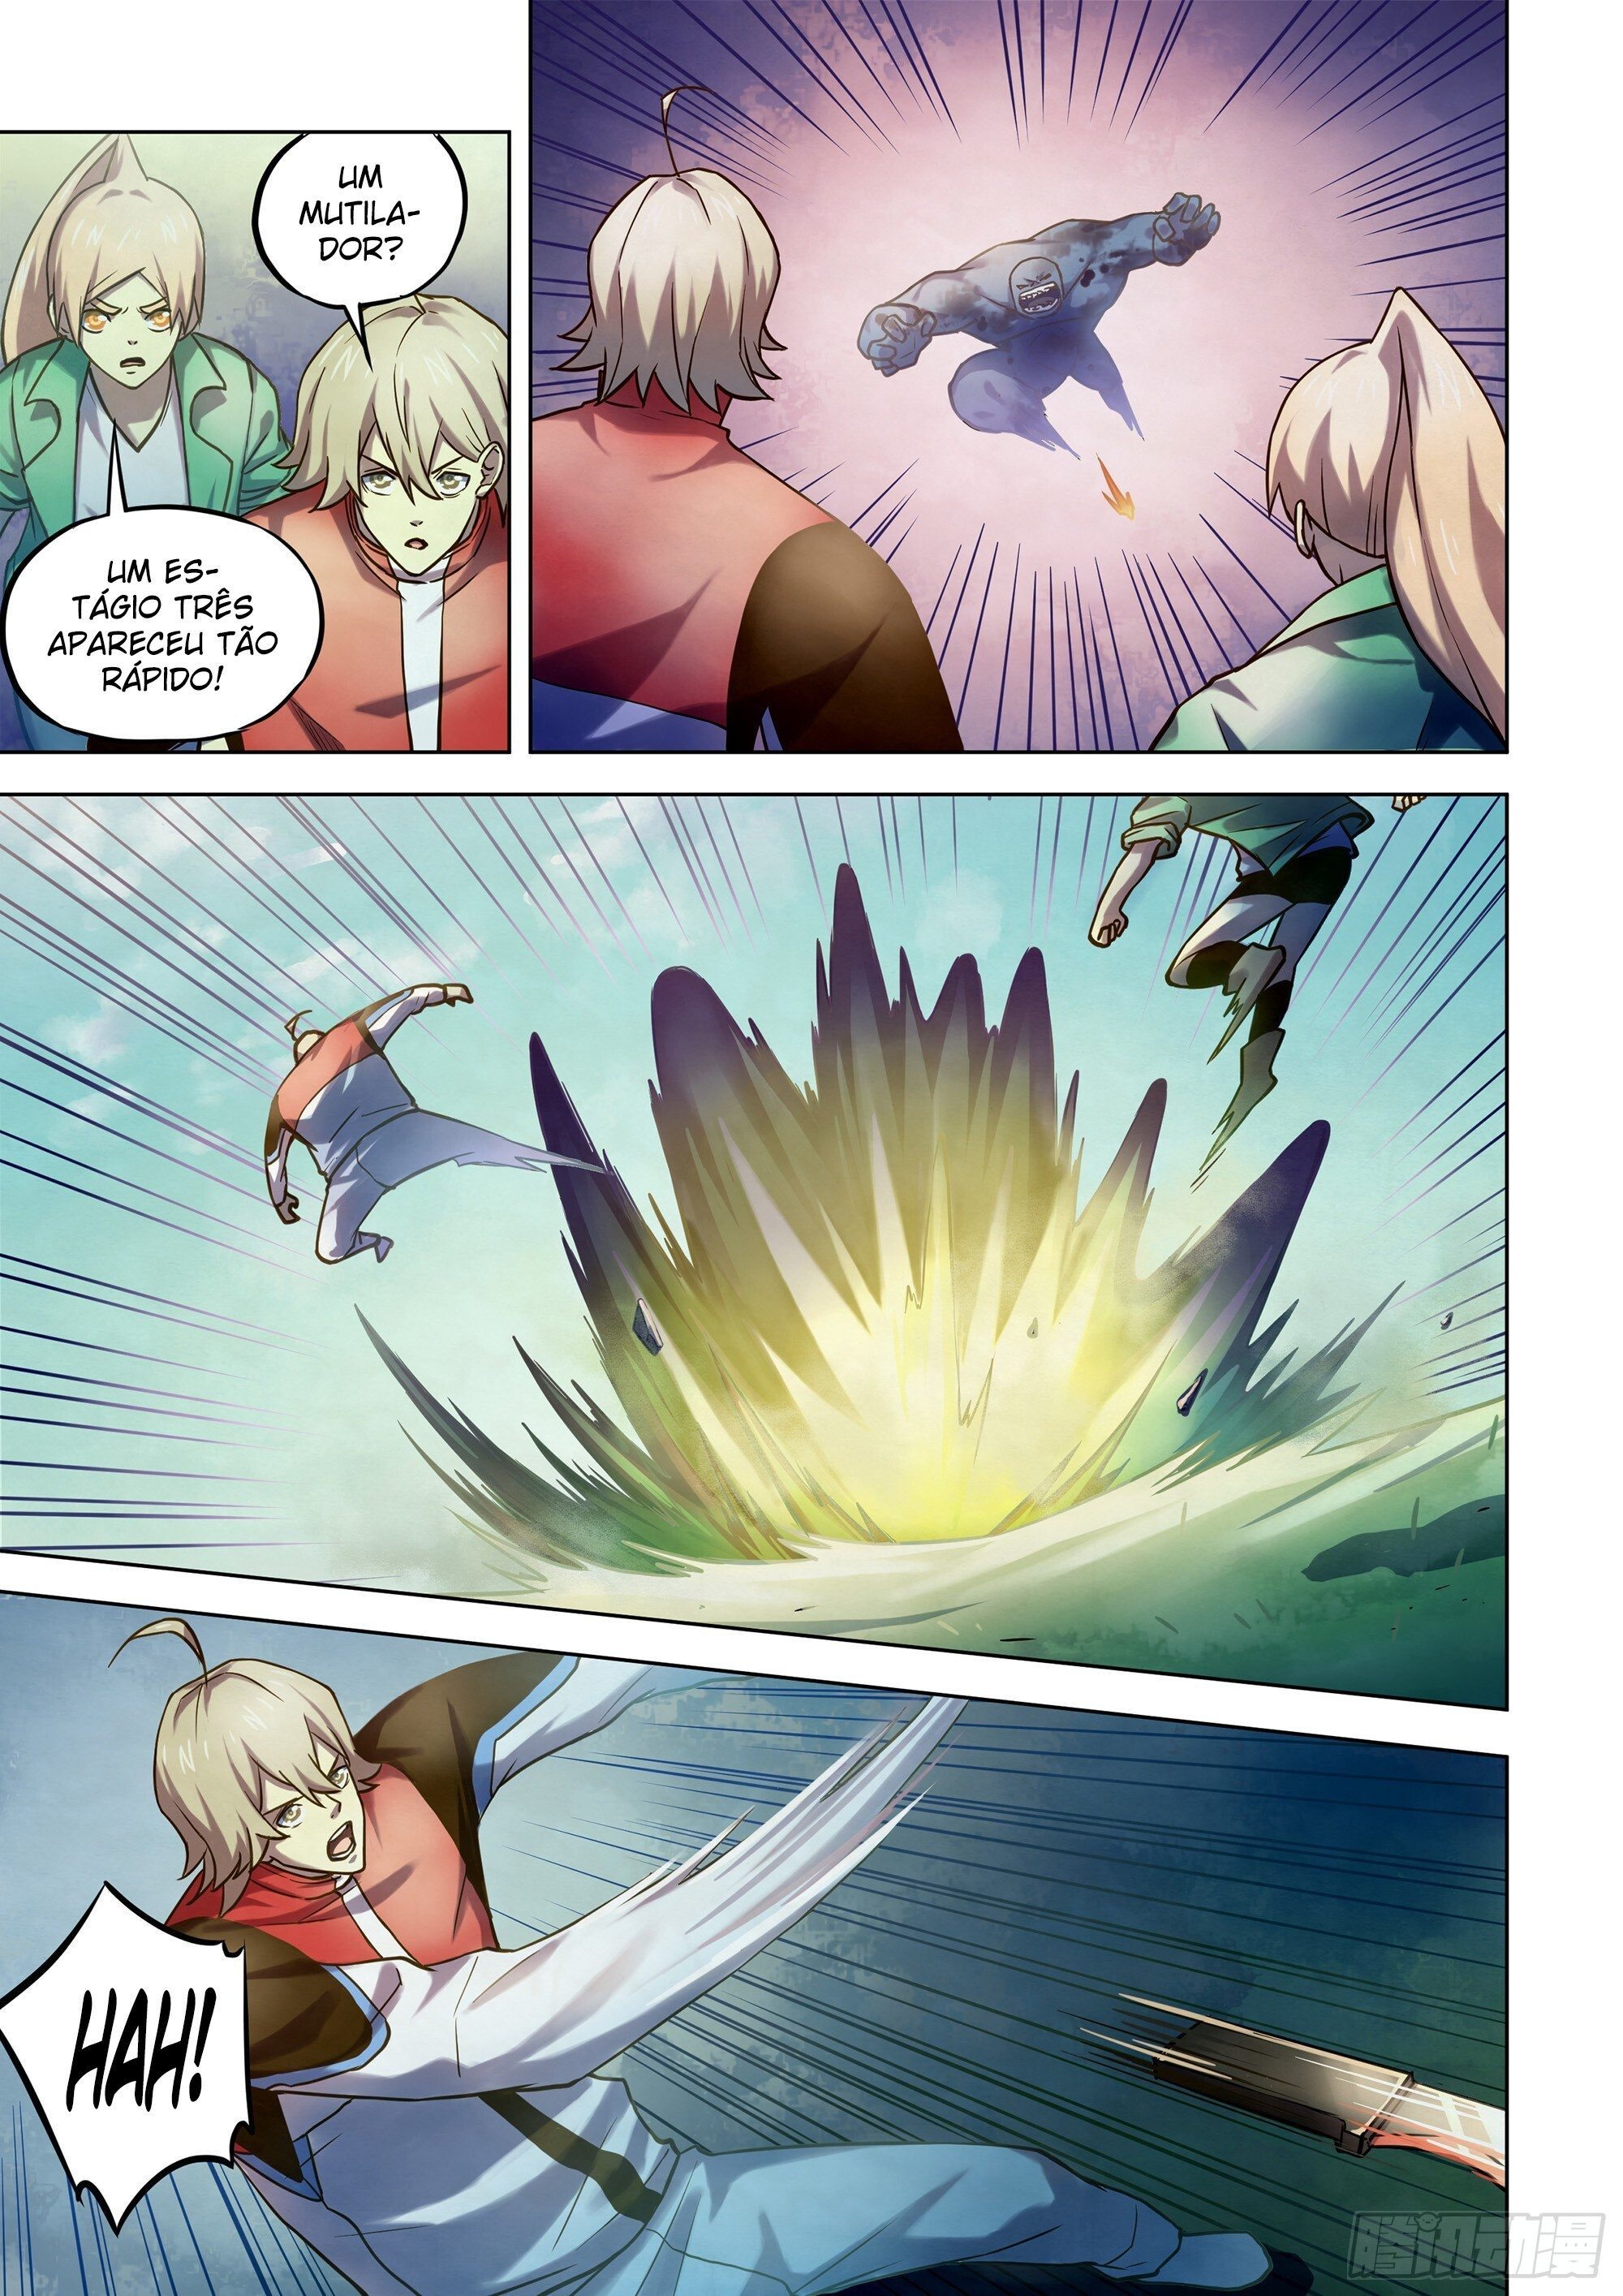 UM
MUTILA-
DOR?
UM ES-
TÁGIO TRÊS
APARECEU TÃO
RÁPIDO!
HAH!
腾讯动漫